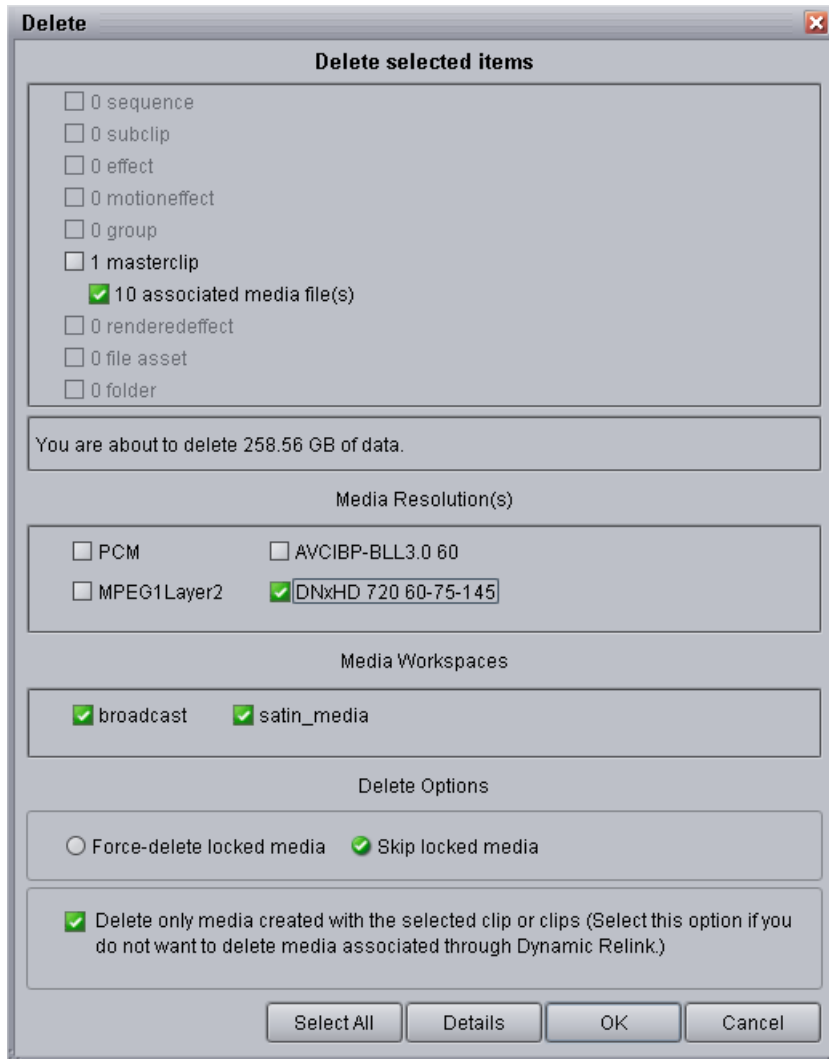 Delete
Delete selected items
0 sequence
0 subclip
0 effect
0 motioneffect
0 group
1 masterclip
10 associated media file(s)
0 renderedeffect
0 file asset
0 folder
You are about to delete 258.56 GB of data.
Media Resolution(s)
PCM AVCIBP-BLL3.0 60
MPEG1Layer2 DNxHD 720 60-75-145
Media Workspaces
broadcast satin_media
Delete Options
Force-delete locked media Skip locked media
Delete only media created with the selected clip or clips (Select this option if you
do not want to delete media associated through Dynamic Relink.)
Select All Details OK Cancel